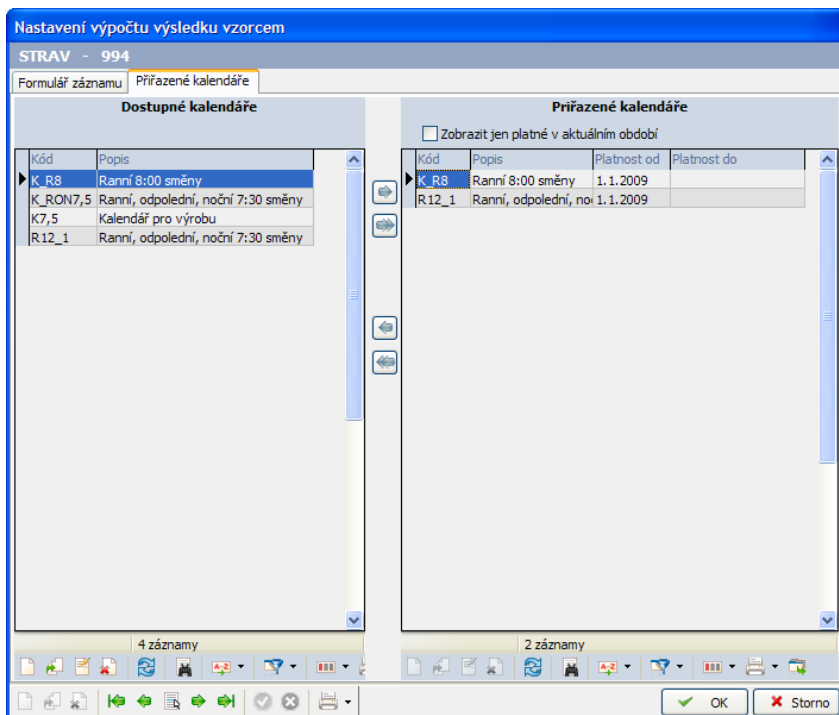 Nastavení výpočtu výsledku vzorcem
STRAV - 994
Formulář záznamu Přiřazené kalendáře
Dostupné kalendáře
Kód Popis
K_R8 Ranní 8:00 směny
K_RON7,5 Ranní, odpolední, noční 7:30 směny
K7,5 Kalendář pro výrobu
R12_1 Ranní, odpolední, noční 7:30 směny
4 záznamy
Přiřazené kalendáře
Zobrazit jen platné v aktuálním období
Kód Popis Platnost od Platnost do
K_R8 Ranní 8:00 směny 1.1.2009
R12_1 Ranní, odpolední, noč 1.1.2009
2 záznamy
OK Storno